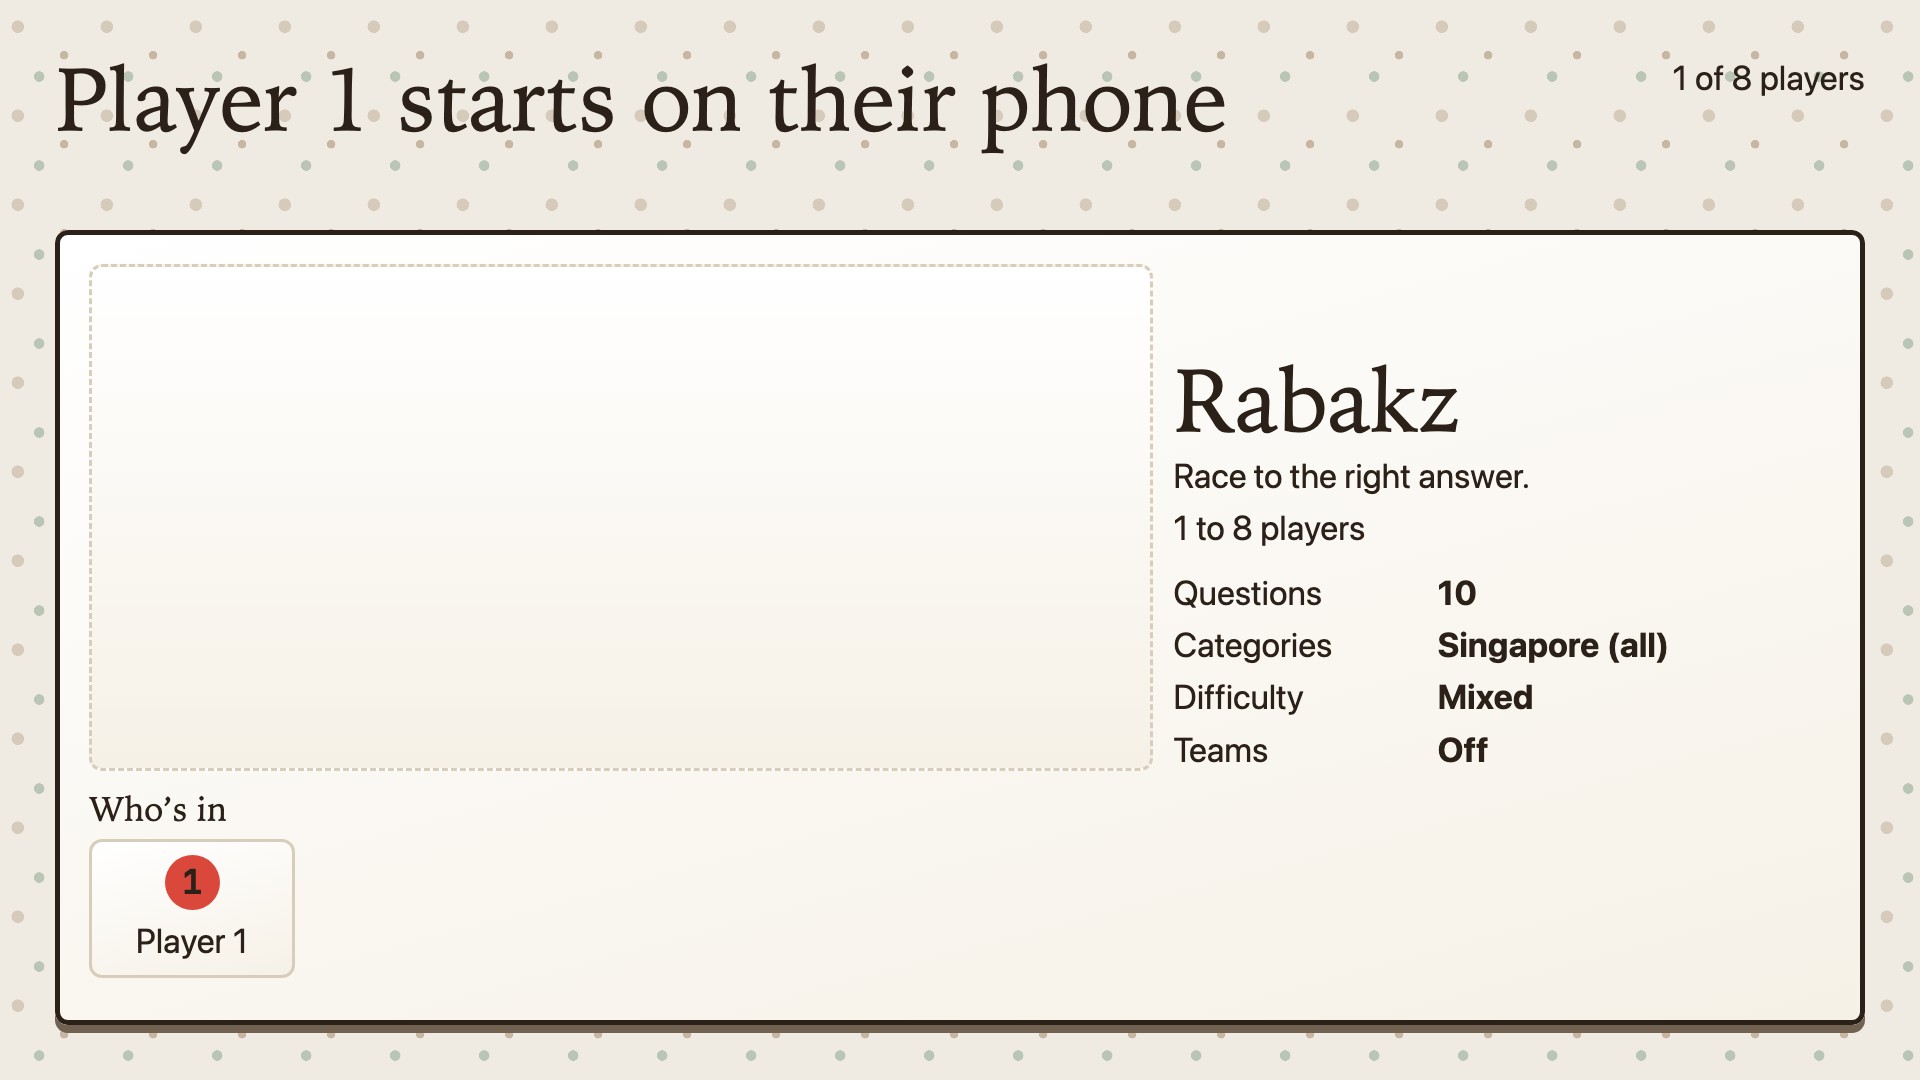 Player 1 starts on their phone
1 of 8 players
Rabakz
Race to the right answer.
1 to 8 players
Questions 10
Categories Singapore (all)
Difficulty Mixed
Teams Off
Who’s in
1
Player 1